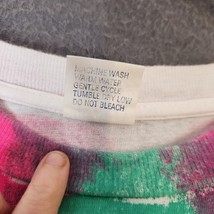 MACHINE WASH
WARM WATER
GENTLE CYCLE
TUMBLE DRY LOW
DO NOT BLEACH